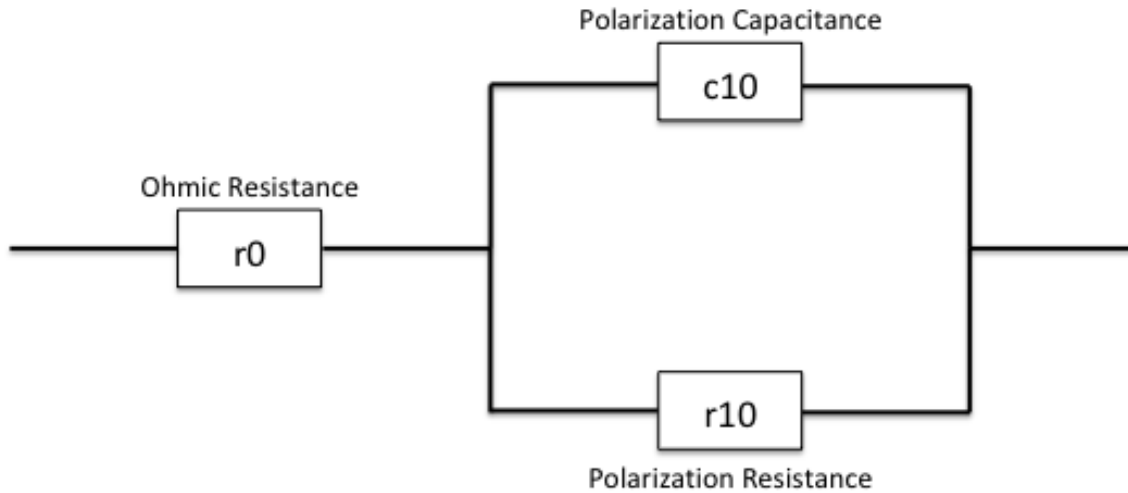 Polarization Capacitance
c10
Ohmic Resistance
r0
r10
Polarization Resistance